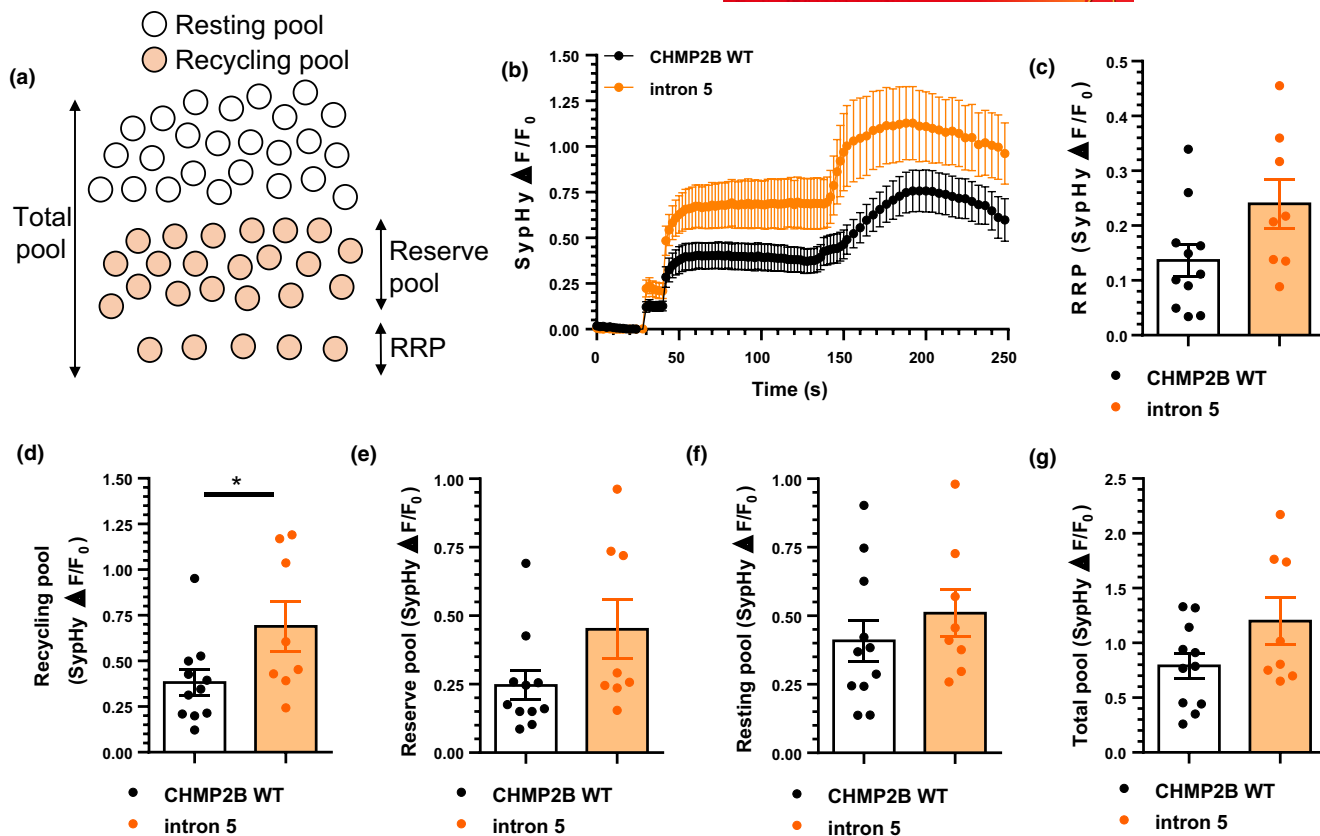 Resting pool
Recycling pool
(a)
Total
pool
Reserve
pool
RRP
(b)
CHMP2B WT
intron 5
SypHy ▲F/F0
1.50
1.25
1.00
0.75
0.50
0.25
0.00
0 50 100 150 200 250
Time (s)
(c)
RRP (SypHy ▲F/F0)
0.5
0.4
0.3
0.2
0.1
0.0
CHMP2B WT
intron 5
(d)
Recycling pool
(SypHy ▲F/F0)
1.50
1.25
1.00
0.75
0.50
0.25
0.00
*
CHMP2B WT
intron 5
(e)
Reserve pool (SypHy ▲F/F0)
1.00
0.75
0.50
0.25
0.00
CHMP2B WT
intron 5
(f)
Resting pool (SypHy ▲F/F0)
1.00
0.75
0.50
0.25
0.00
CHMP2B WT
intron 5
(g)
Total pool (SypHy ▲F/F0)
2.5
2.0
1.5
1.0
0.5
0.0
CHMP2B WT
intron 5